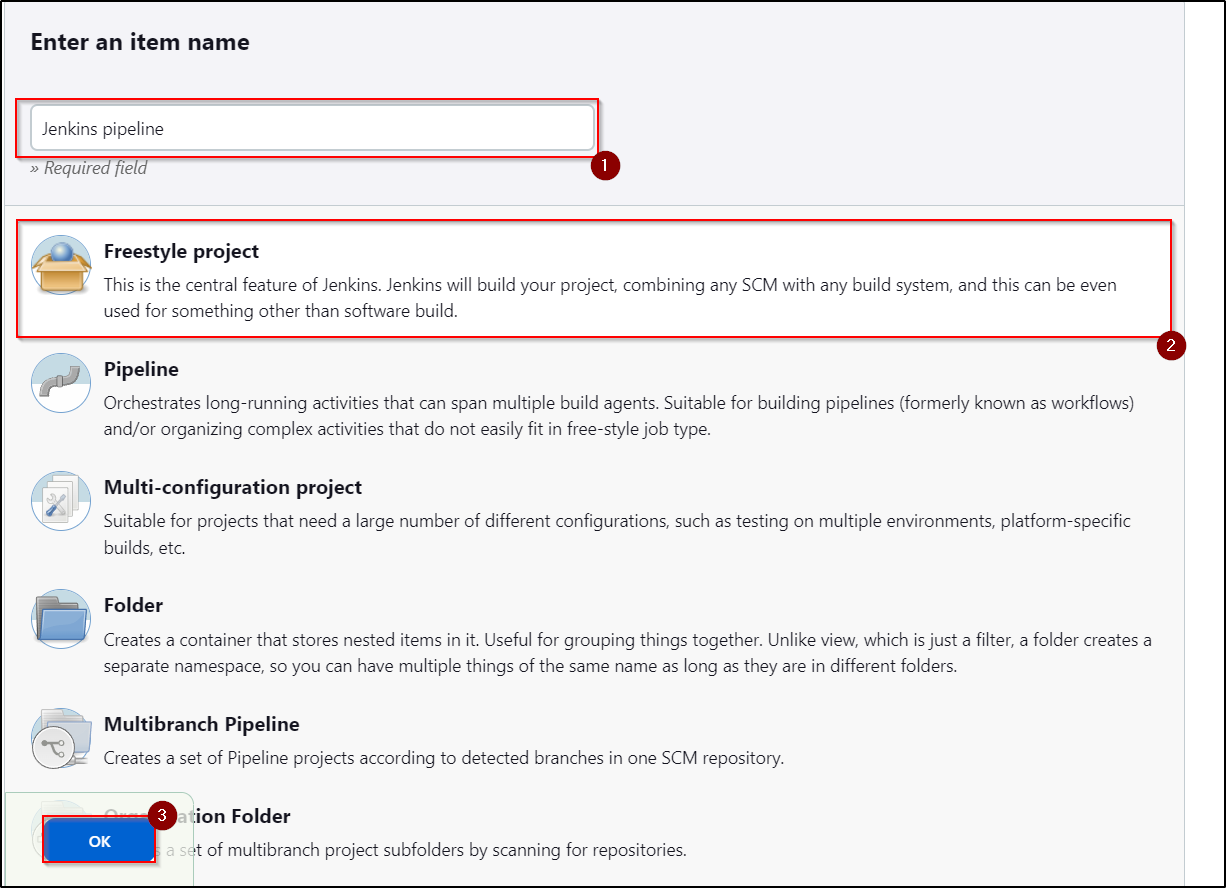 Enter an item name
Jenkins pipeline
» Required field
1
Freestyle project
This is the central feature of Jenkins. Jenkins will build your project, combining any SCM with any build system, and this can be even
used for something other than software build.
2
Pipeline
Orchestrates long-running activities that can span multiple build agents. Suitable for building pipelines (formerly known as workflows)
and/or organizing complex activities that do not easily fit in free-style job type.
Multi-configuration project
Suitable for projects that need a large number of different configurations, such as testing on multiple environments, platform-specific
builds, etc.
Folder
Creates a container that stores nested items in it. Useful for grouping things together. Unlike view, which is just a filter, a folder creates a
separate namespace, so you can have multiple things of the same name as long as they are in different folders.
Multibranch Pipeline
Creates a set of Pipeline projects according to detected branches in one SCM repository.
Organization Folder
3
OK
a set of multibranch project subfolders by scanning for repositories.